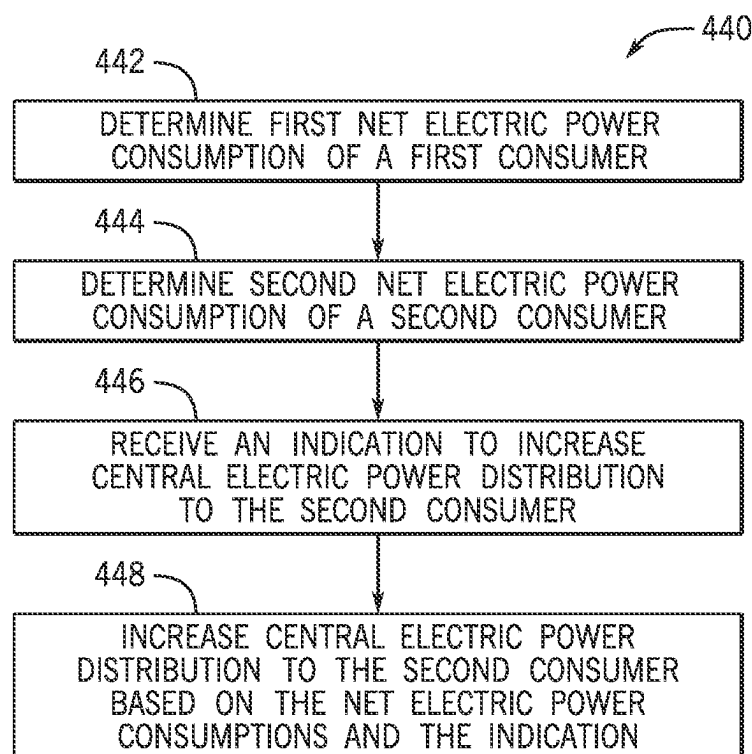 440
442
DETERMINE FIRST NET ELECTRIC POWER
CONSUMPTION OF A FIRST CONSUMER
444
DETERMINE SECOND NET ELECTRIC POWER
CONSUMPTION OF A SECOND CONSUMER
446
RECEIVE AN INDICATION TO INCREASE
CENTRAL ELECTRIC POWER DISTRIBUTION
TO THE SECOND CONSUMER
448
INCREASE CENTRAL ELECTRIC POWER
DISTRIBUTION TO THE SECOND CONSUMER
BASED ON THE NET ELECTRIC POWER
CONSUMPTIONS AND THE INDICATION